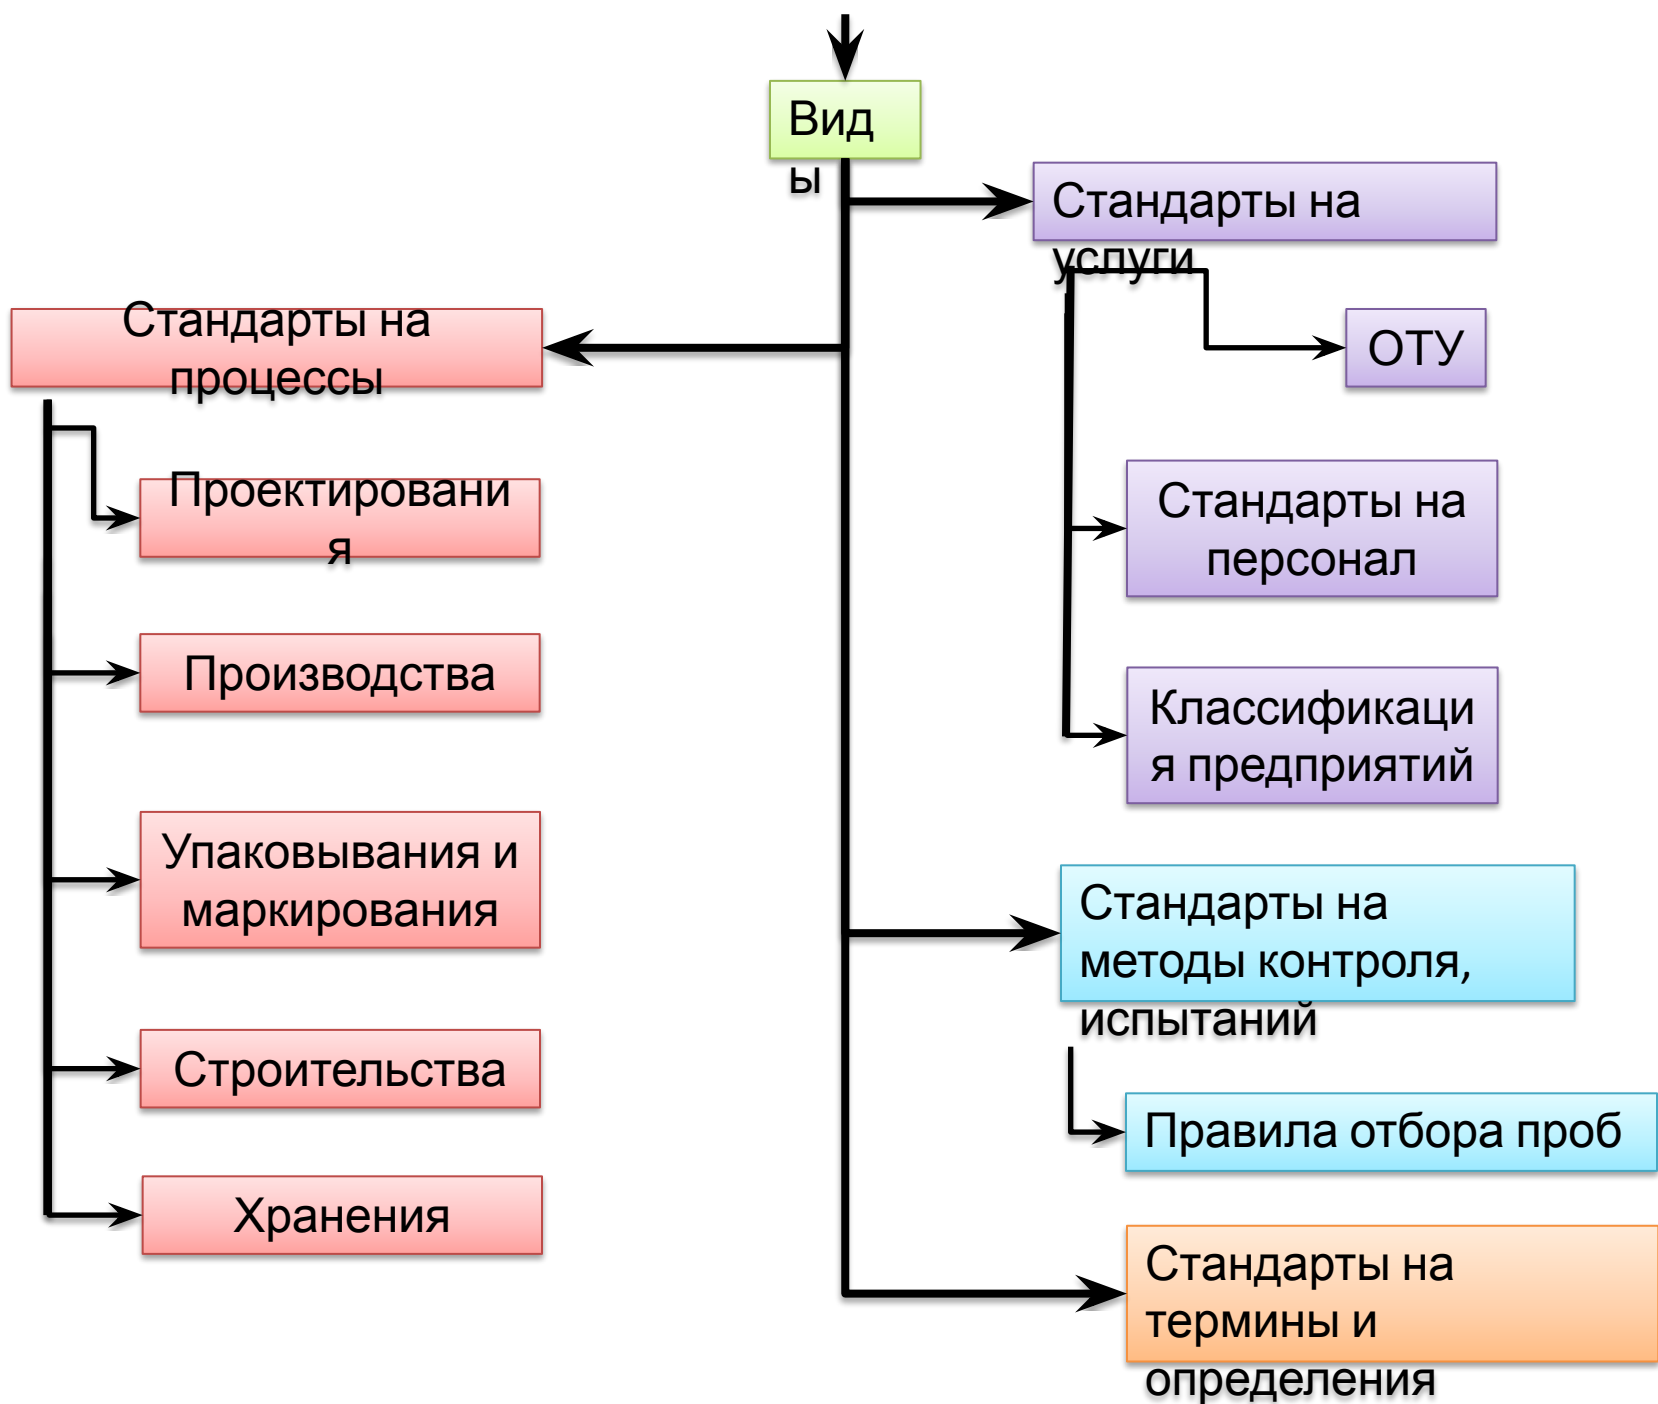 Вид
ы
Стандарты на
услуги
ОТУ
Стандарты на
персонал
Классификаци
я предприятий
Стандарты на
процессы
Проектировани
я
Производства
Упаковывания и
маркирования
Строительства
Хранения
Стандарты на
методы контроля,
испытаний
Правила отбора проб
Стандарты на
термины и
определения